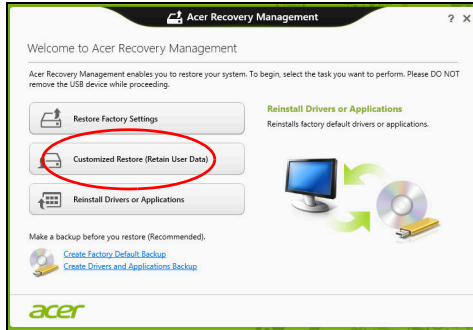 Acer Recovery Management
? X
Welcome to Acer Recovery Management
Acer Recovery Management enables you to restore your system. To begin, select the task you want to perform. Please DO NOT
remove the USB device while proceeding.
Restore Factory Settings
Customized Restore (Retain User Data)
Reinstall Drivers or Applications
Reinstall Drivers or Applications
Reinstalls factory default drivers or applications.
Make a backup before you restore (Recommended).
Create Factory Default Backup
Create Drivers and Applications Backup
acer